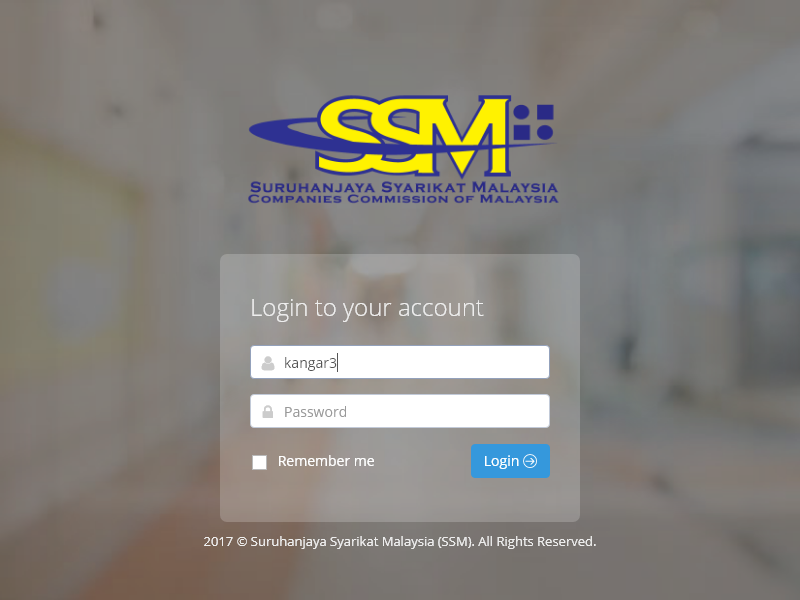 SSM
SURUHANJAYA SYARIKAT MALAYSIA
COMPANIES COMMISSION OF MALAYSIA
Login to your account
kangar3
Password
Remember me
Login
2017 © Suruhanjaya Syarikat Malaysia (SSM). All Rights Reserved.